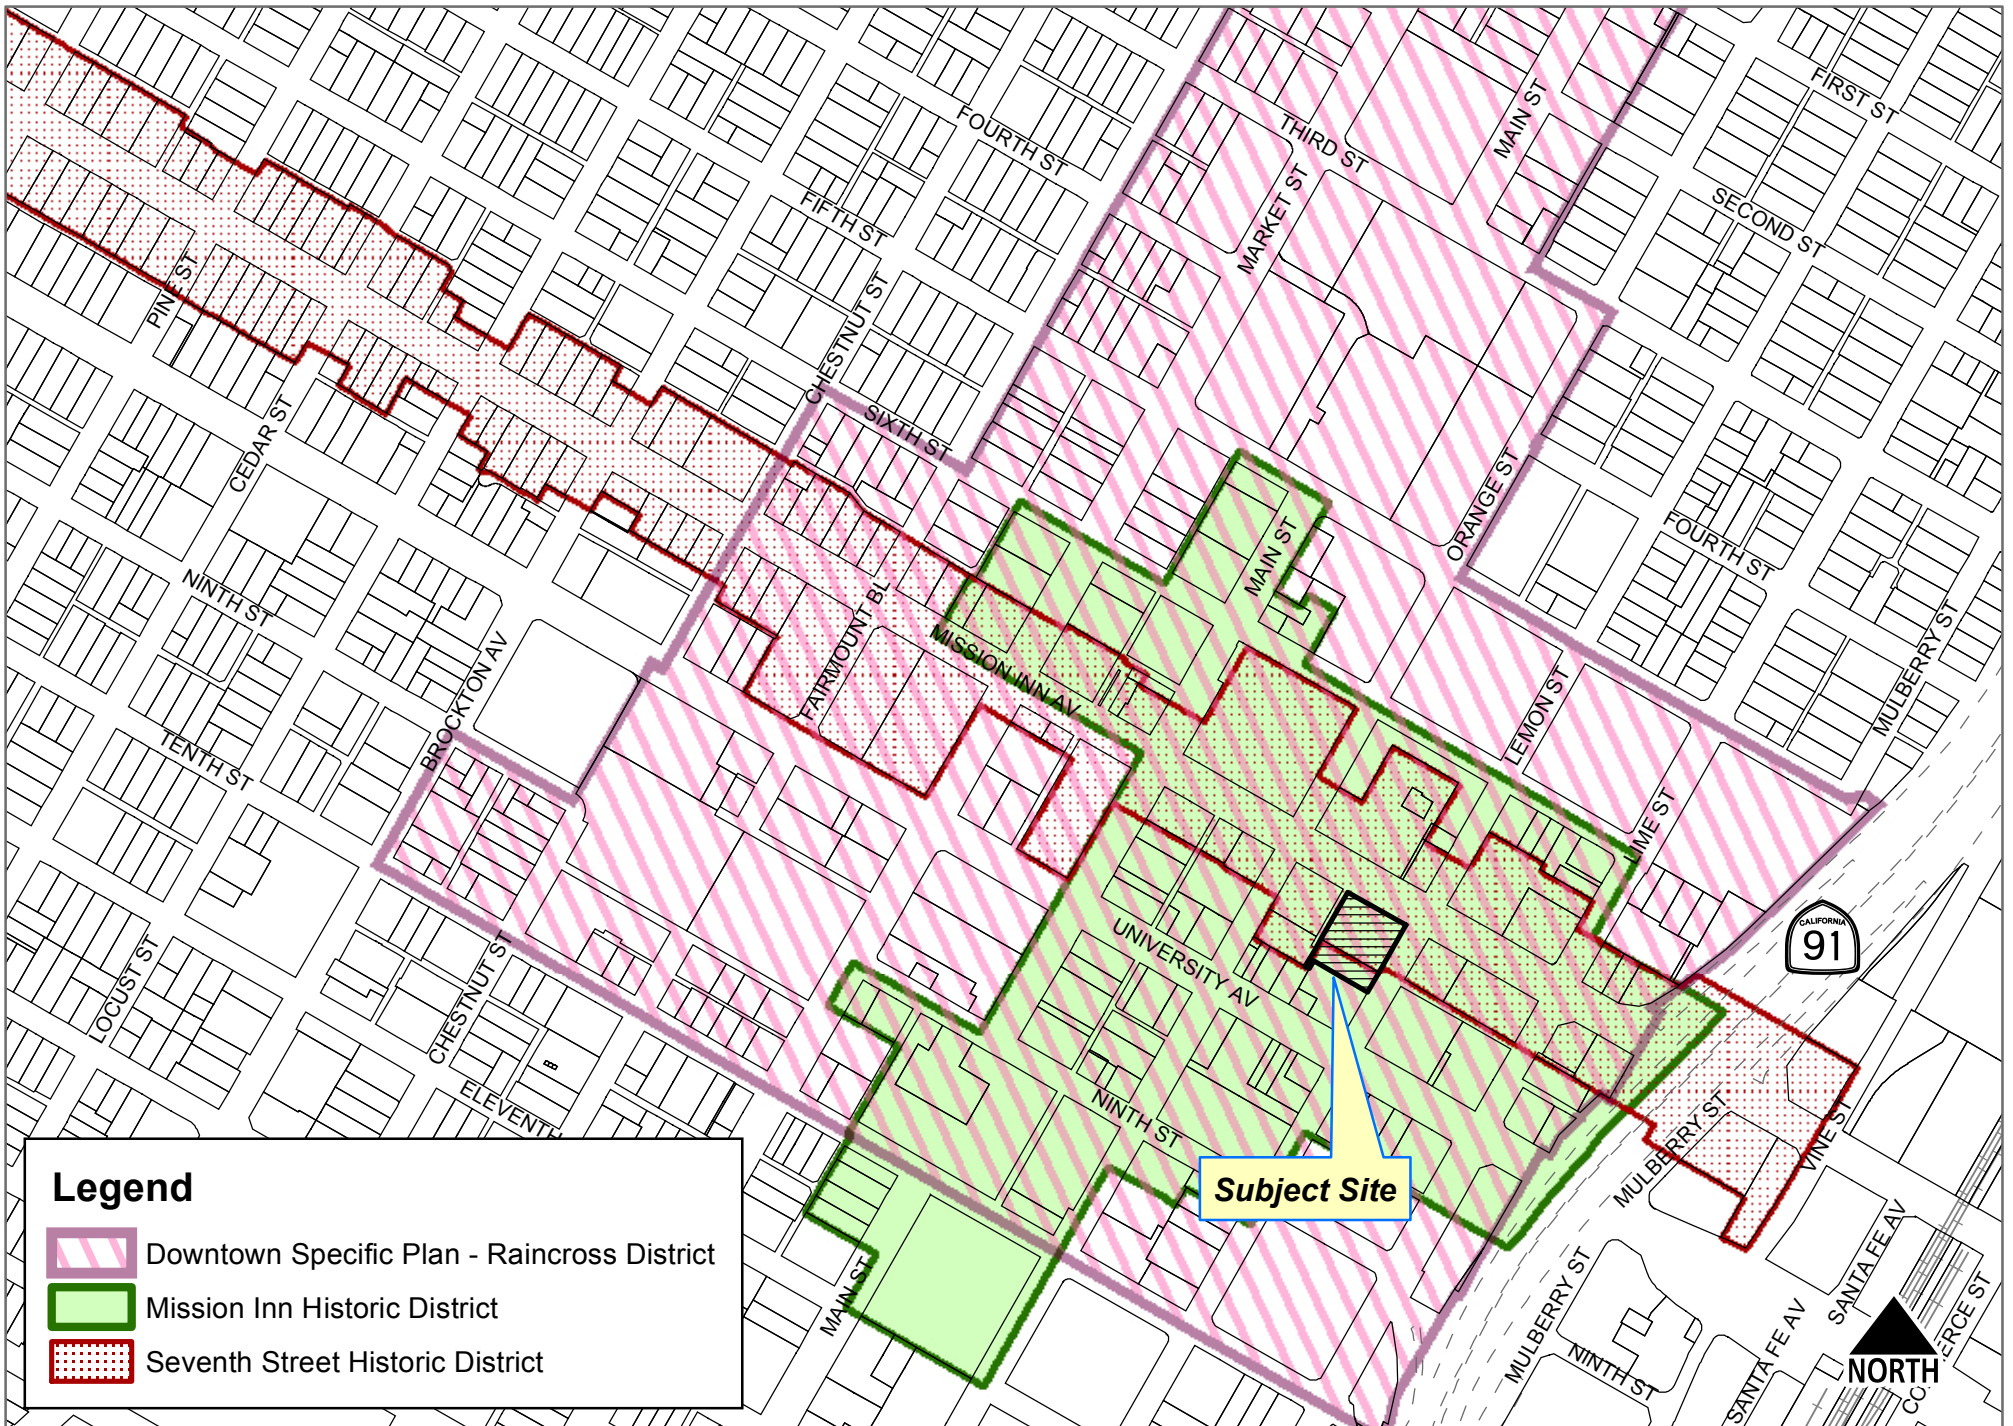 FIRST ST
MAIN ST
THIRD ST
FOURTH ST
MARKET ST
SECOND ST
FIFTH ST
PINE ST
CHESTNUT ST
SIXTH ST
CEDAR ST
ORANGE ST
MAIN ST
FOURTH ST
NINTH ST
FAIRMOUNT BL
MISSION INN AV
MULBERRY ST
BROCKTON AV
LEMON ST
TENTH ST
LIME ST
CALIFORNIA
91
UNIVERSITY AV
LOCUST ST
CHESTNUT ST
ELEVENTH
NINTH ST
MULBERRY ST
VINE ST
Subject Site
SANTA FE AV
MAIN ST
MULBERRY ST
SANTA FE AV
NINTH ST
NORTH
Legend
Downtown Specific Plan - Raincross District
Mission Inn Historic District
Seventh Street Historic District